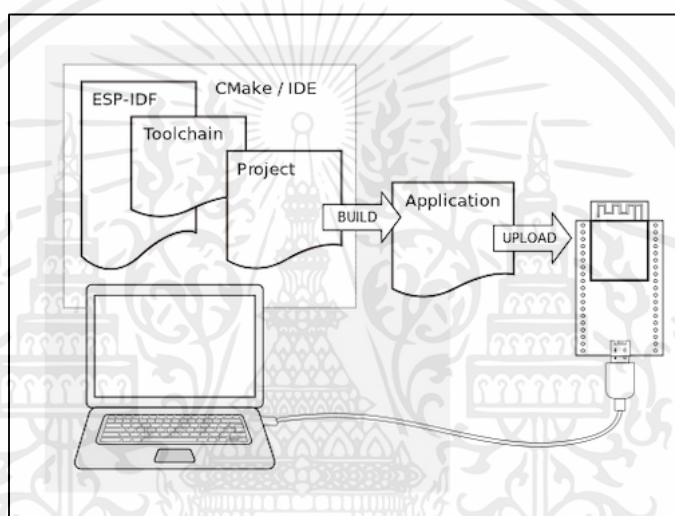 CMake / IDE
ESP-IDF
Toolchain
Project
BUILD
Application
UPLOAD